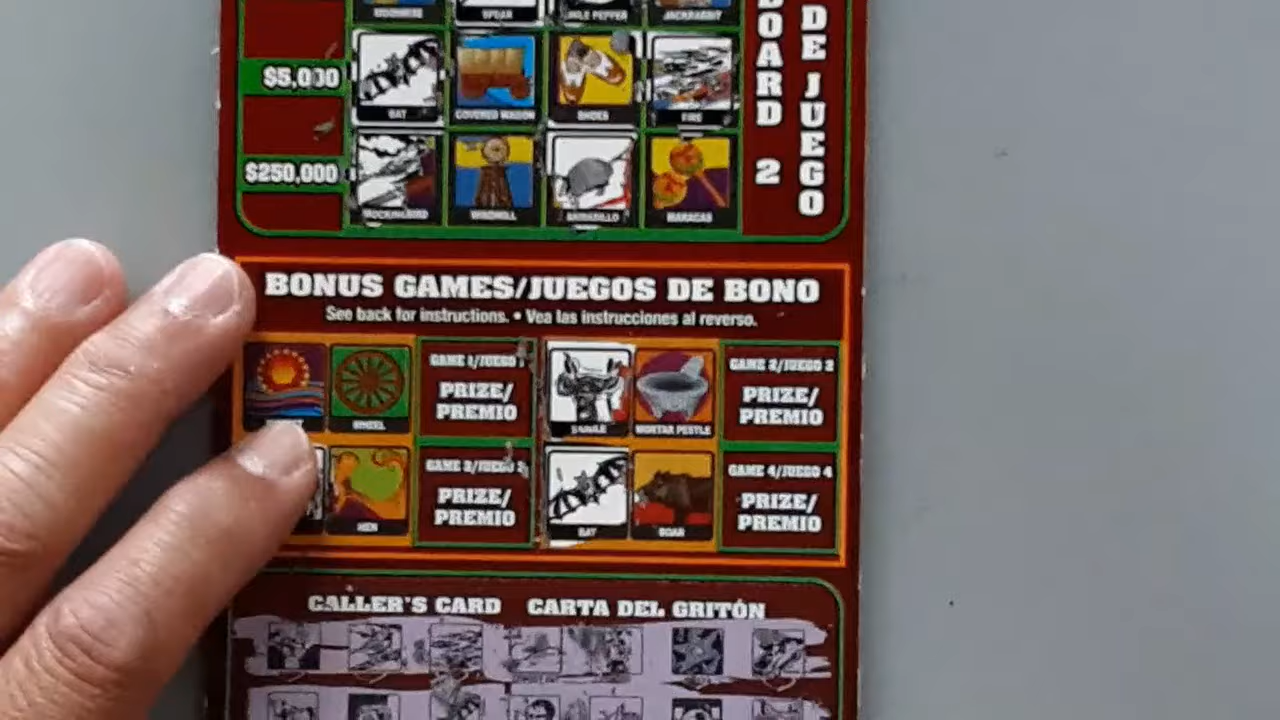 MOONRISE SPEAR JACKRABBIT
$5,000
BAT COVERED WAGON SHOES FIRE
$250,000
MOCKINGBIRD WINDMILL ARMADILLO MARACAS
BOARD 2
DE JUEGO
BONUS GAMES/JUEGOS DE BONO
See back for instructions. • Vea las instrucciones al reverso.
WHEEL
GAME 1/JUEGO 1
PRIZE/
PREMIO
SADDLE MORTAR PESTLE
GAME 3/JUEGO 3
PRIZE/
PREMIO
HEN
GAME 2/JUEGO 2
PRIZE/
PREMIO
BAT BOAR
GAME 4/JUEGO 4
PRIZE/
PREMIO
CALLER'S CARD CARTA DEL GRITÓN